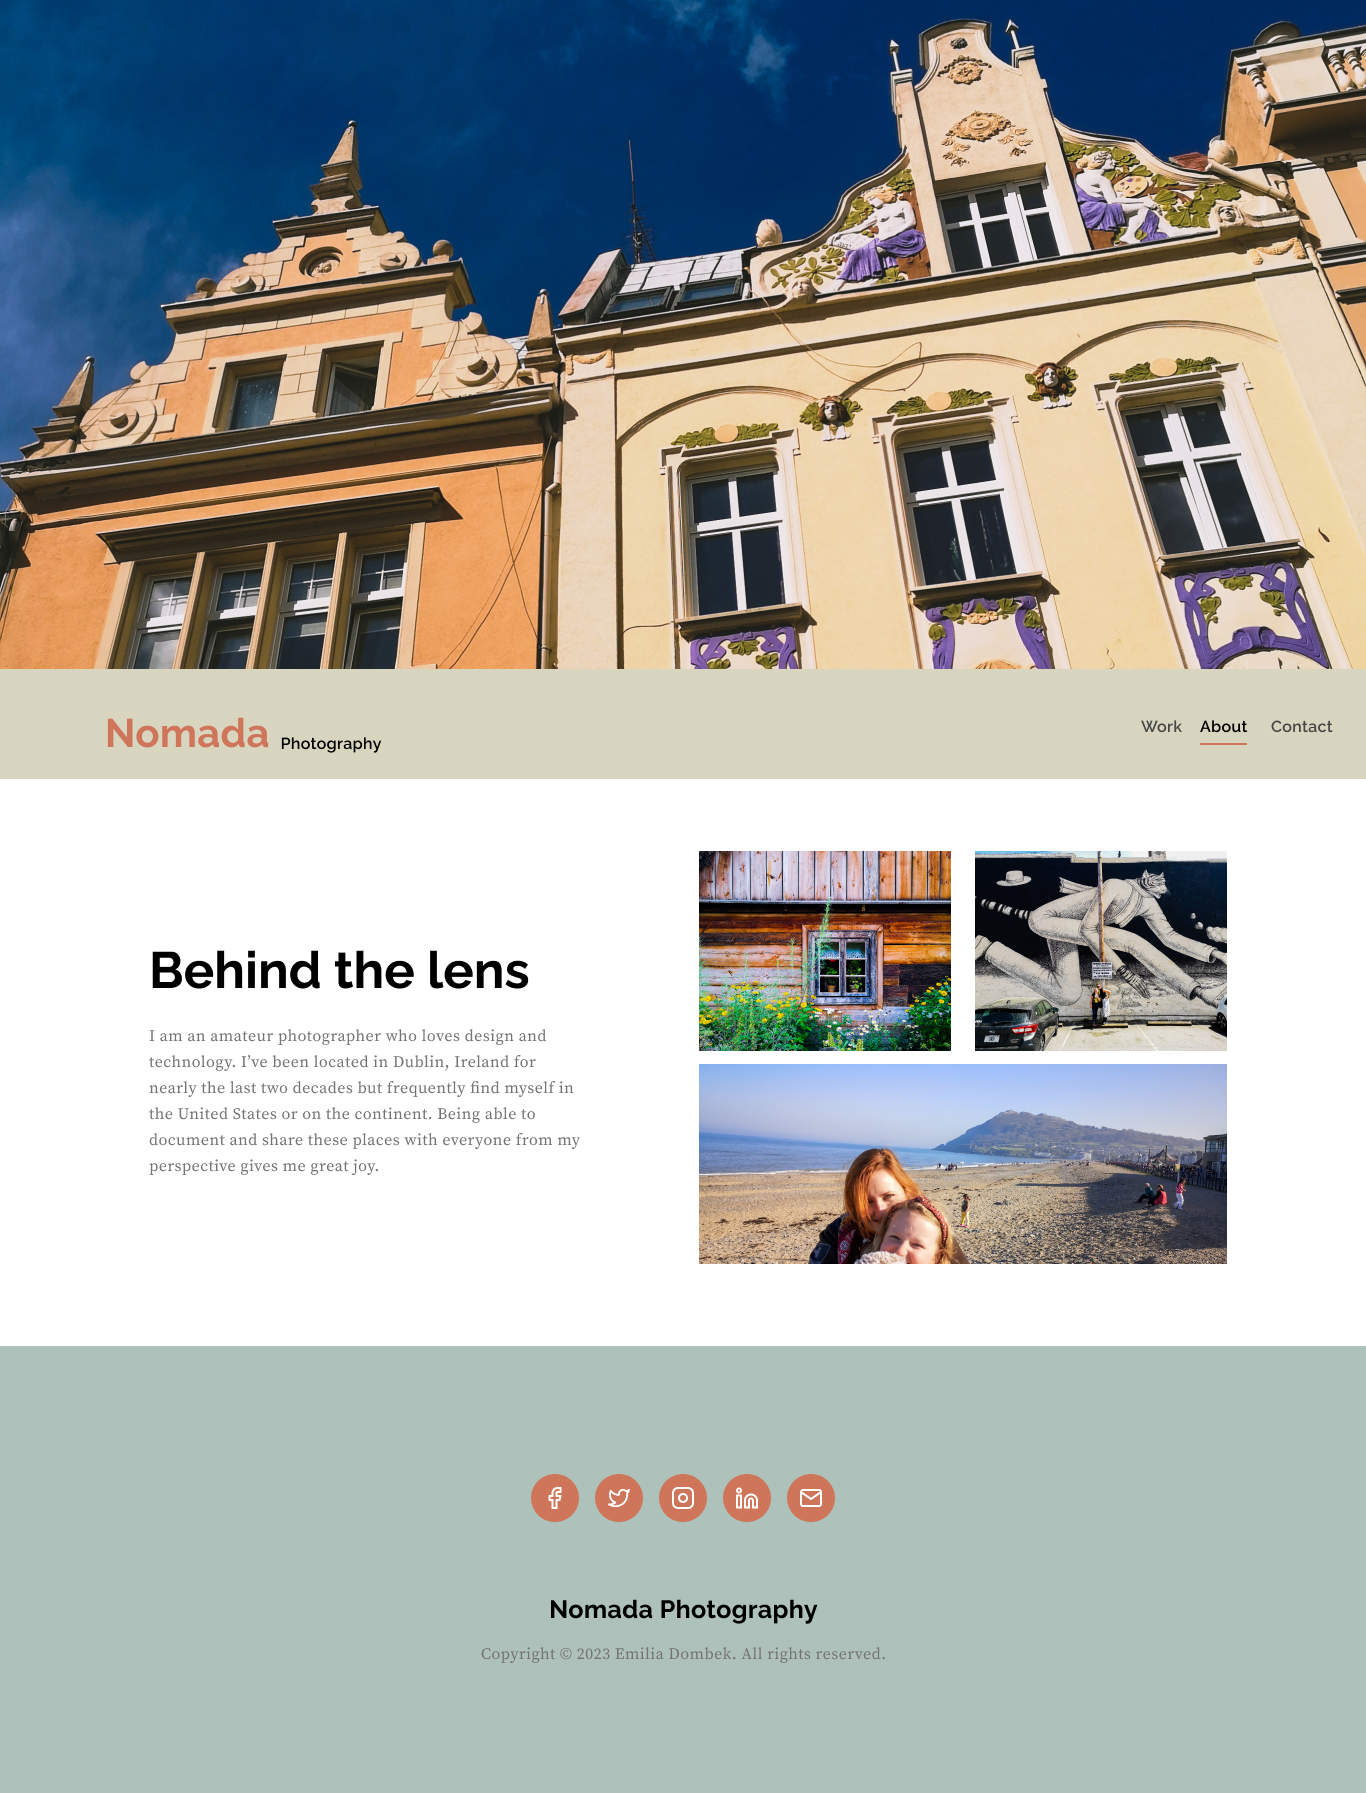 Nomada Photography
Work About Contact
Behind the lens
I am an amateur photographer who loves design and
technology. I’ve been located in Dublin, Ireland for
nearly the last two decades but frequently find myself in
the United States or on the continent. Being able to
document and share these places with everyone from my
perspective gives me great joy.
Nomada Photography
Copyright © 2023 Emilia Dombek. All rights reserved.